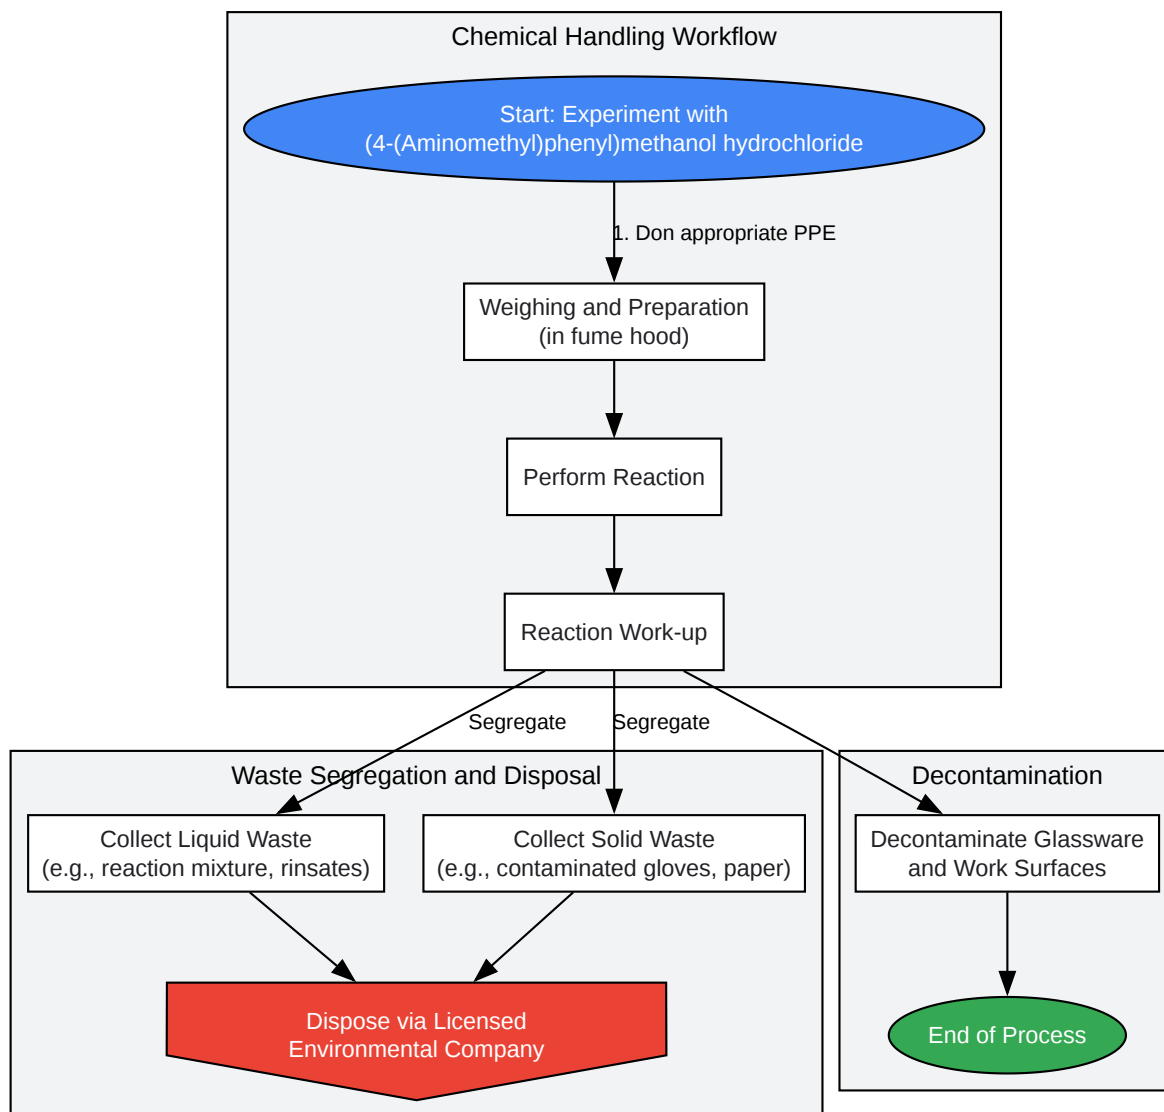 Chemical Handling Workflow
Start: Experiment with
(4-(Aminomethyl)phenyl)methanol hydrochloride
1. Don appropriate PPE
Weighing and Preparation
(in fume hood)
Perform Reaction
Reaction Work-up
Segregate
Segregate
Waste Segregation and Disposal
Decontamination
Collect Liquid Waste
(e.g., reaction mixture, rinsates)
Collect Solid Waste
(e.g., contaminated gloves, paper)
Decontaminate Glassware
and Work Surfaces
Dispose via Licensed
Environmental Company
End of Process